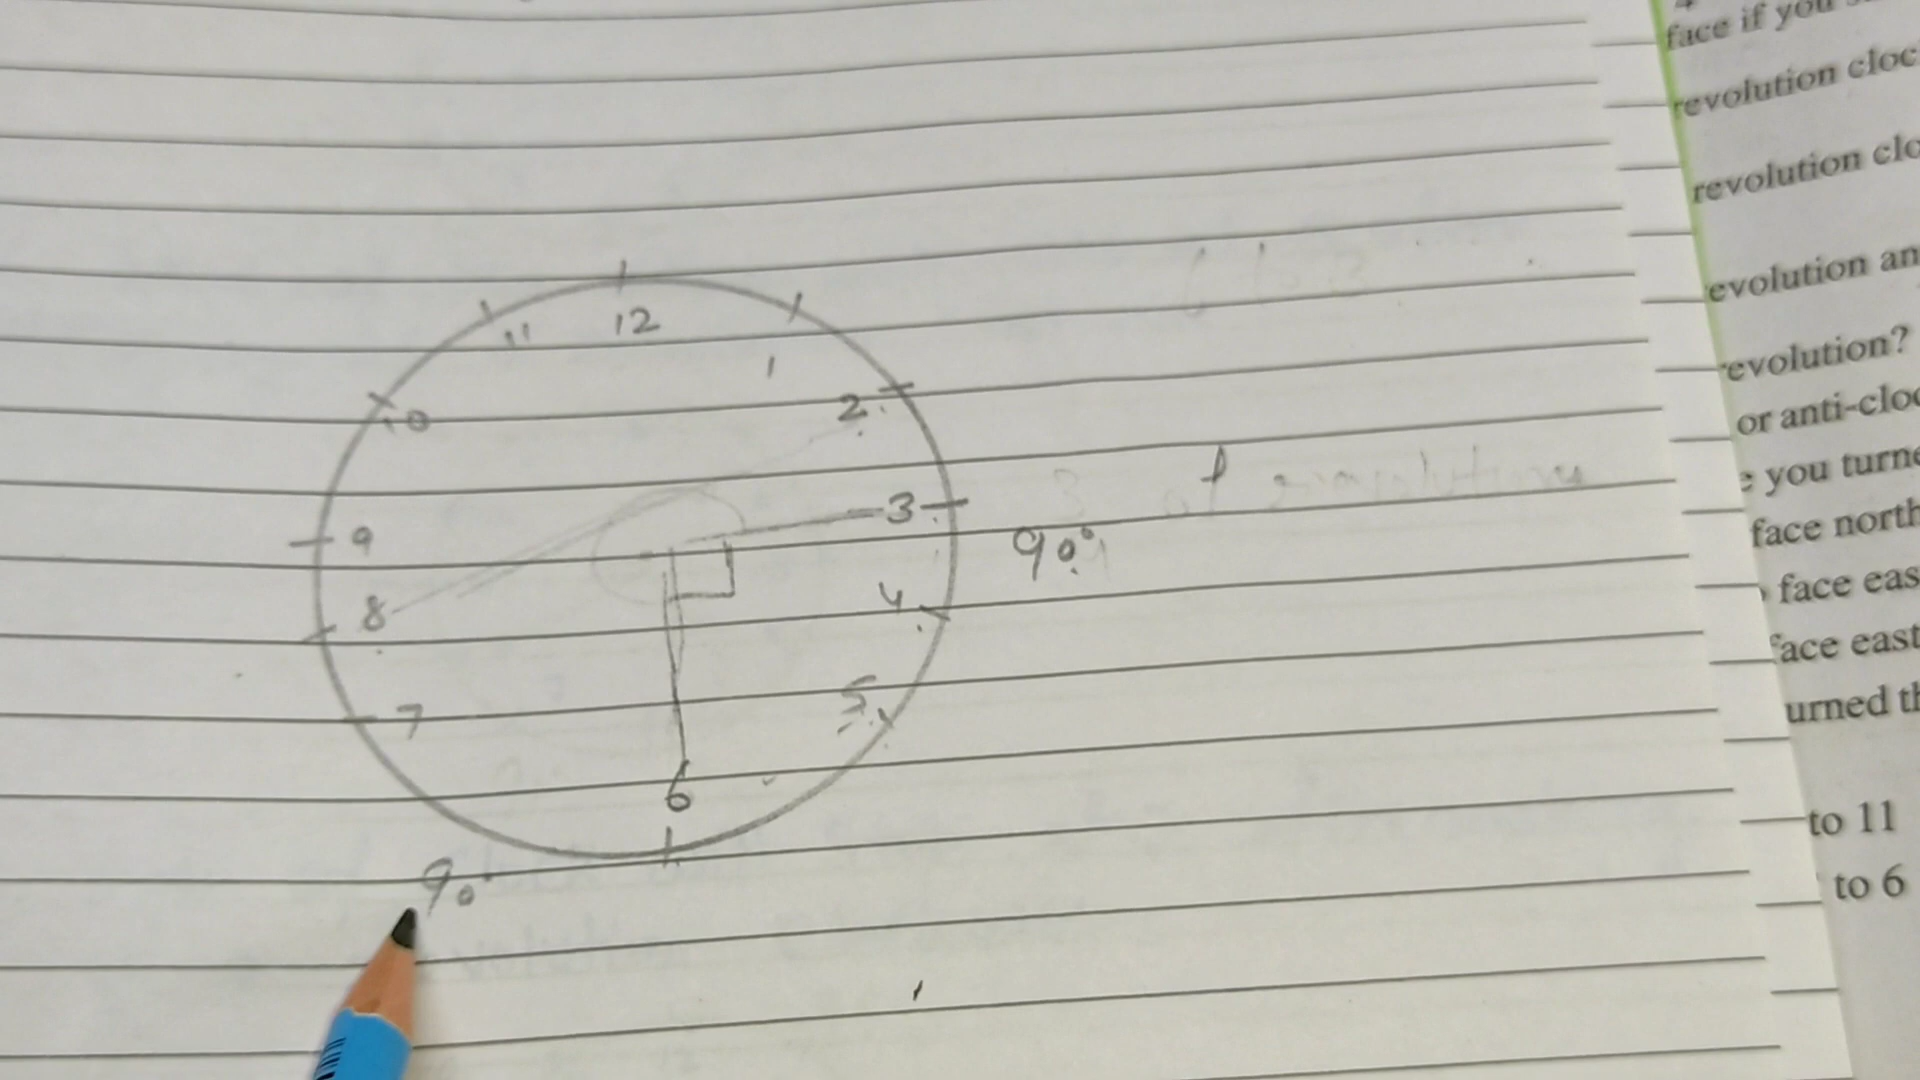 face if you
revolution cloc
revolution clo
evolution an
evolution?
or anti-cloc
e you turne
face north
face eas
face east
urned th
to 11
to 6
12
11
1
10
2
9
3
90°
8
4
7
5
6
90°